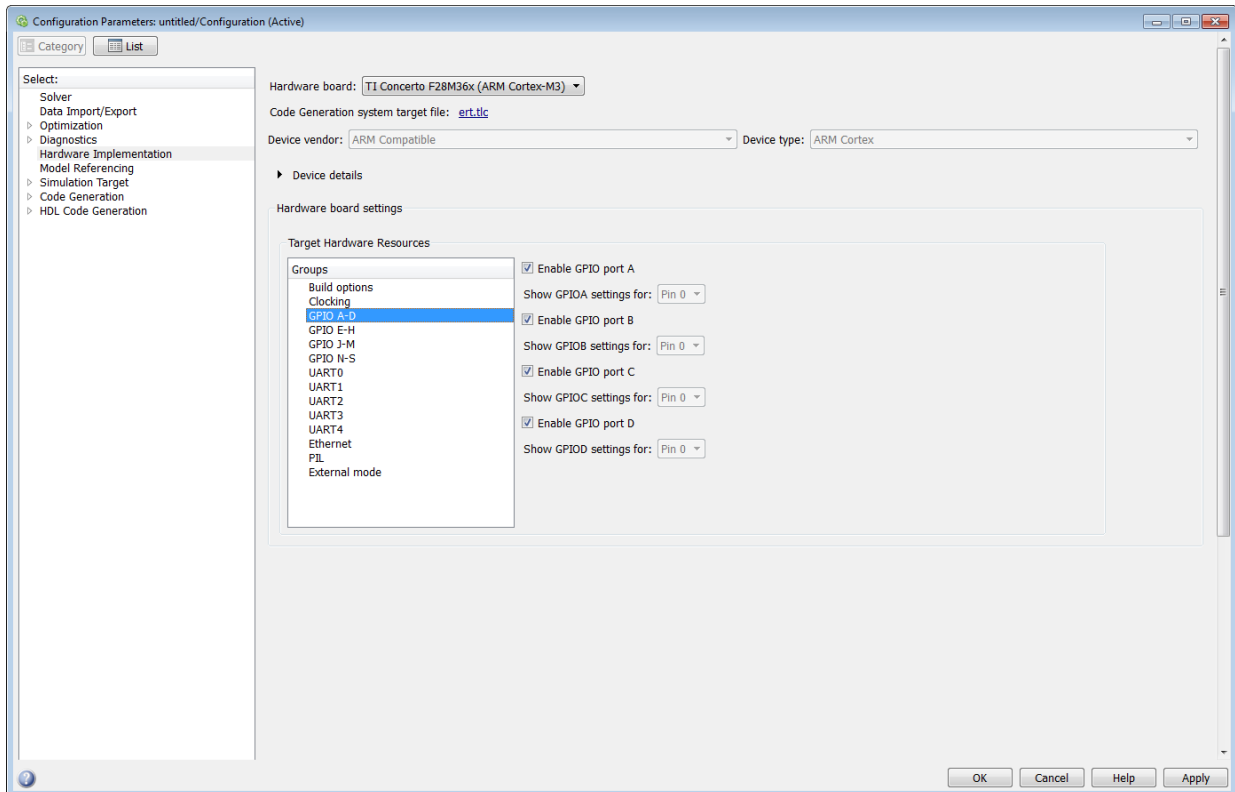 Configuration Parameters: untitled/Configuration (Active)
Category
List
Select:
Solver
Data Import/Export
Optimization
Diagnostics
Hardware Implementation
Model Referencing
Simulation Target
Code Generation
HDL Code Generation
Hardware board: TI Concerto F28M36x (ARM Cortex-M3)
Code Generation system target file: ert.tlc
Device vendor: ARM Compatible Device type: ARM Cortex
Device details
Hardware board settings
Target Hardware Resources
Groups
Build options
Clocking
GPIO A-D
GPIO E-H
GPIO J-M
GPIO N-S
UART0
UART1
UART2
UART3
UART4
Ethernet
PIL
External mode
Enable GPIO port A
Show GPIOA settings for: Pin 0
Enable GPIO port B
Show GPIOB settings for: Pin 0
Enable GPIO port C
Show GPIOC settings for: Pin 0
Enable GPIO port D
Show GPIOD settings for: Pin 0
OK Cancel Help Apply